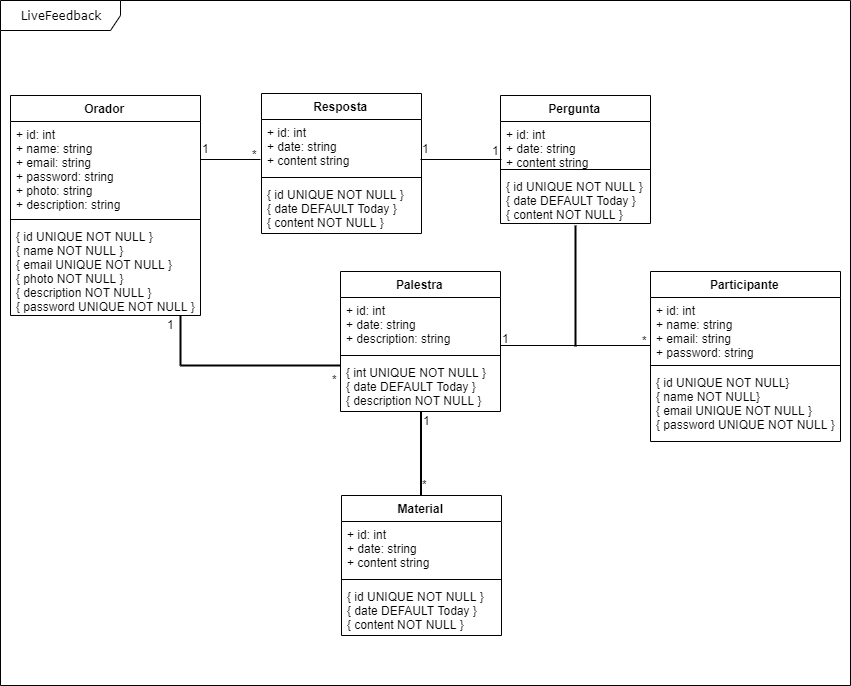 LiveFeedback
Orador
+ id: int
+ name: string
+ email: string
+ password: string
+ photo: string
+ description: string
{ id UNIQUE NOT NULL }
{ name NOT NULL }
{ email UNIQUE NOT NULL }
{ photo NOT NULL }
{ description NOT NULL }
{ password UNIQUE NOT NULL }
1
*
Resposta
+ id: int
+ date: string
+ content string
{ id UNIQUE NOT NULL }
{ date DEFAULT Today }
{ content NOT NULL }
1
1
Pergunta
+ id: int
+ date: string
+ content string
{ id UNIQUE NOT NULL }
{ date DEFAULT Today }
{ content NOT NULL }
1
*
Palestra
+ id: int
+ date: string
+ description: string
{ int UNIQUE NOT NULL }
{ date DEFAULT Today }
{ description NOT NULL }
1
*
Participante
+ id: int
+ name: string
+ email: string
+ password: string
{ id UNIQUE NOT NULL}
{ name NOT NULL}
{ email UNIQUE NOT NULL }
{ password UNIQUE NOT NULL }
1
*
Material
+ id: int
+ date: string
+ content string
{ id UNIQUE NOT NULL }
{ date DEFAULT Today }
{ content NOT NULL }